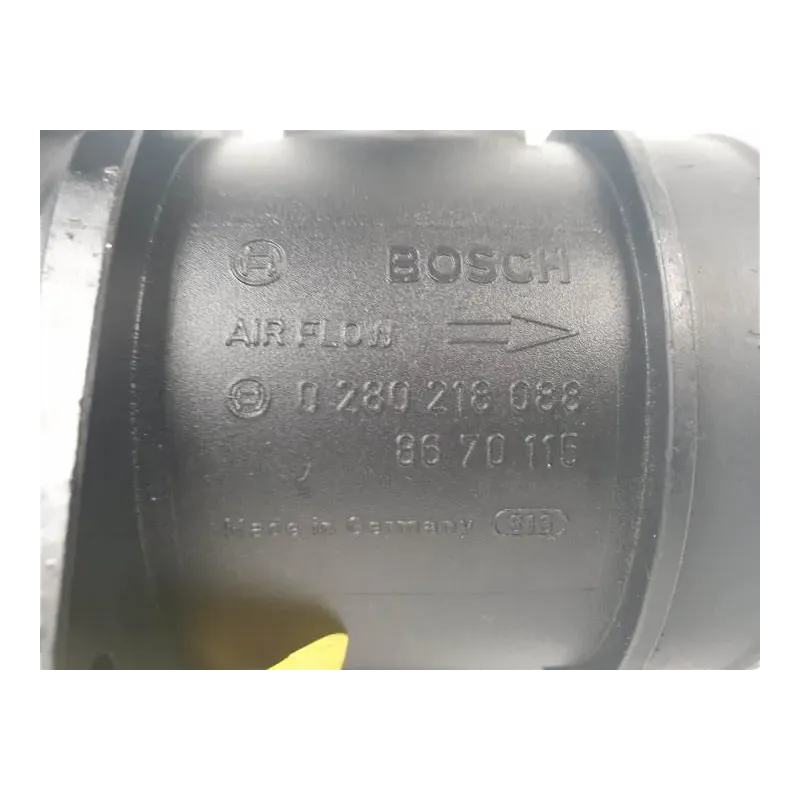 BOSCH
AIR FLOW
0 280 218 088
86 70 115
Made in Germany